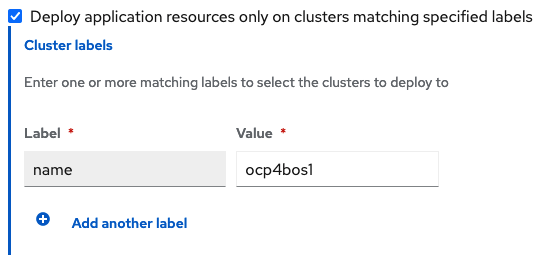 Deploy application resources only on clusters matching specified labels
Cluster labels
Enter one or more matching labels to select the clusters to deploy to
Label * Value *
name ocp4bos1
Add another label